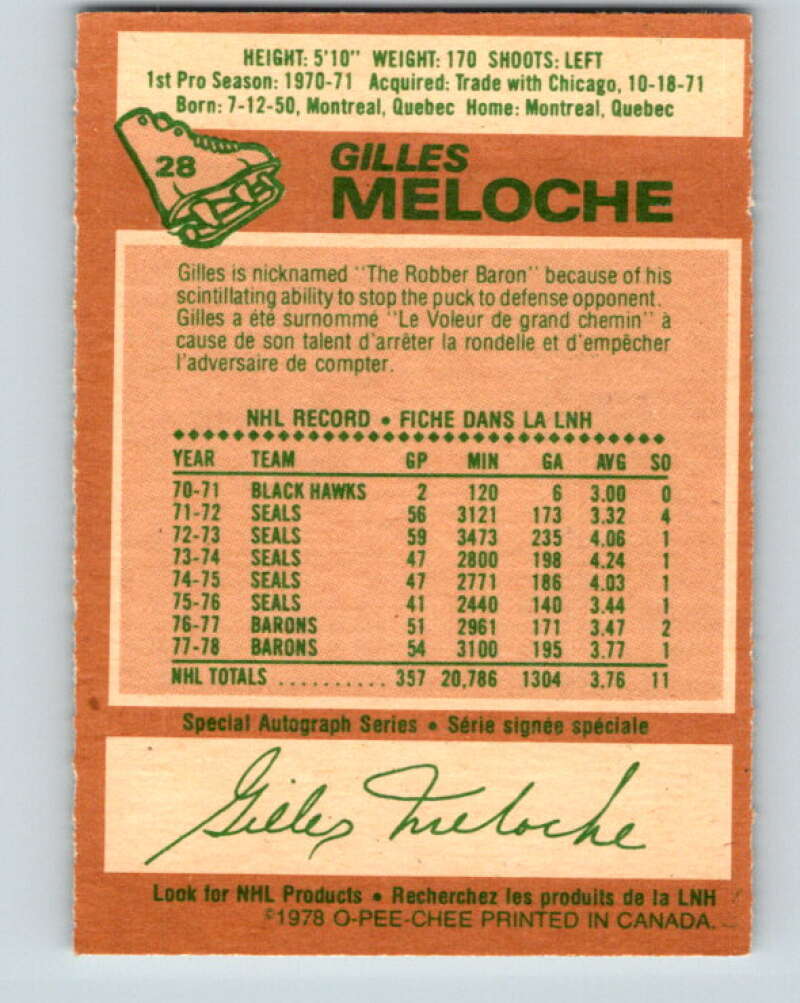 HEIGHT: 5'10" WEIGHT: 170 SHOOTS: LEFT
1st Pro Season: 1970-71 Acquired: Trade with Chicago, 10-18-71
Born: 7-12-50, Montreal, Quebec Home: Montreal, Quebec
28
GILLES
MELOCHE
Gilles is nicknamed "The Robber Baron" because of his
scintillating ability to stop the puck to defense opponent.
Gilles a été surnommé "Le Voleur de grand chemin" à
cause de son talent d'arrêter la rondelle et d'empêcher
l'adversaire de compter.
NHL RECORD • FICHE DANS LA LNH
YEAR TEAM GP MIN GA AVG SO
70-71 BLACK HAWKS 2 120 6 3.00 0
71-72 SEALS 56 3121 173 3.32 4
72-73 SEALS 59 3473 235 4.06 1
73-74 SEALS 47 2800 198 4.24 1
74-75 SEALS 47 2771 186 4.03 1
75-76 SEALS 41 2440 140 3.44 1
76-77 BARONS 51 2961 171 3.47 2
77-78 BARONS 54 3100 195 3.77 1
NHL TOTALS .......... 357 20,786 1304 3.76 11
Special Autograph Series • Série signée spéciale
Gilles Meloche
Look for NHL Products • Recherchez les produits de la LNH
©1978 O-PEE-CHEE PRINTED IN CANADA.